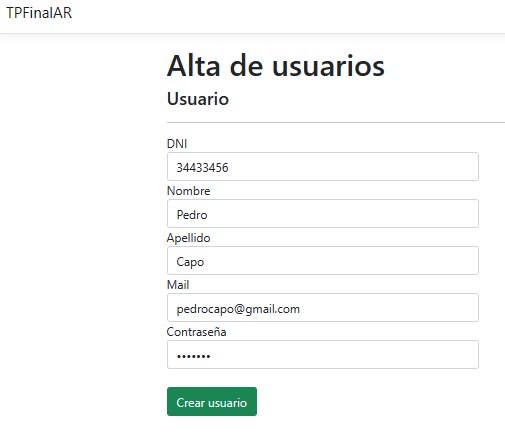 TPFinalAR
Alta de usuarios
Usuario
DNI
34433456
Nombre
Pedro
Apellido
Capo
Mail
pedrocapo@gmail.com
Contraseña
•••••••
Crear usuario